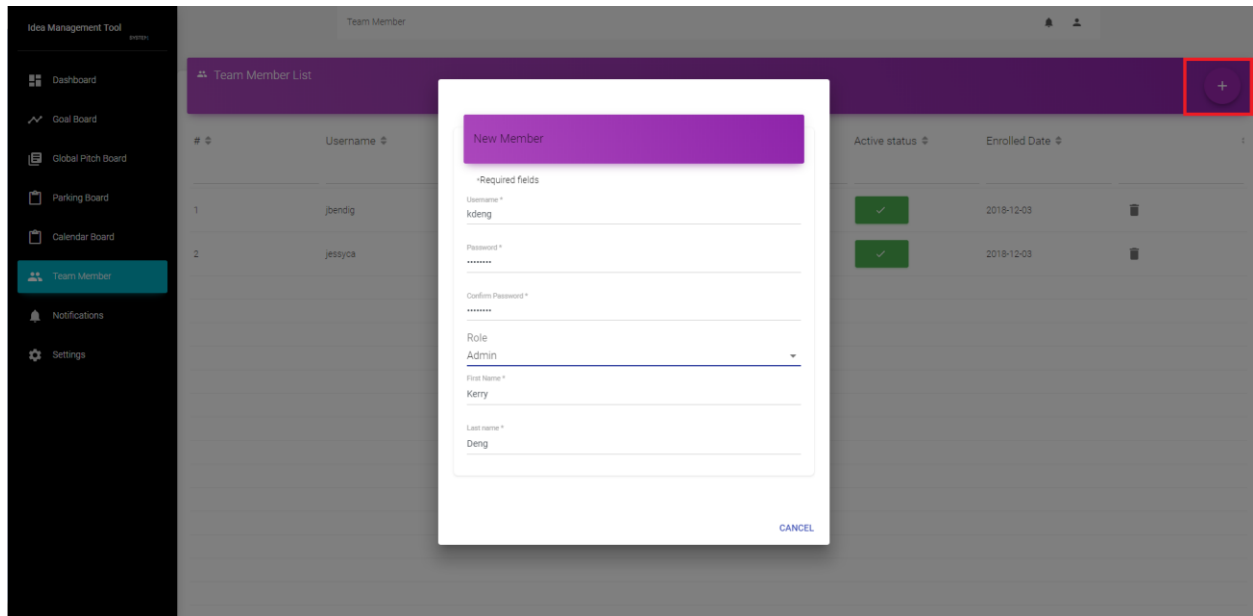 Idea Management Tool
SYSTEM
Team Member
Dashboard
Goal Board
Global Pitch Board
Parking Board
Calendar Board
Team Member
Notifications
Settings
Team Member List
+
# Username Active status Enrolled Date
1 jbendig 2018-12-03
2 jessyca 2018-12-03
New Member
*Required fields
Username *
kdeng
Password *
••••••••
Confirm Password *
••••••••
Role
Admin
First Name *
Kerry
Last name *
Deng
CANCEL